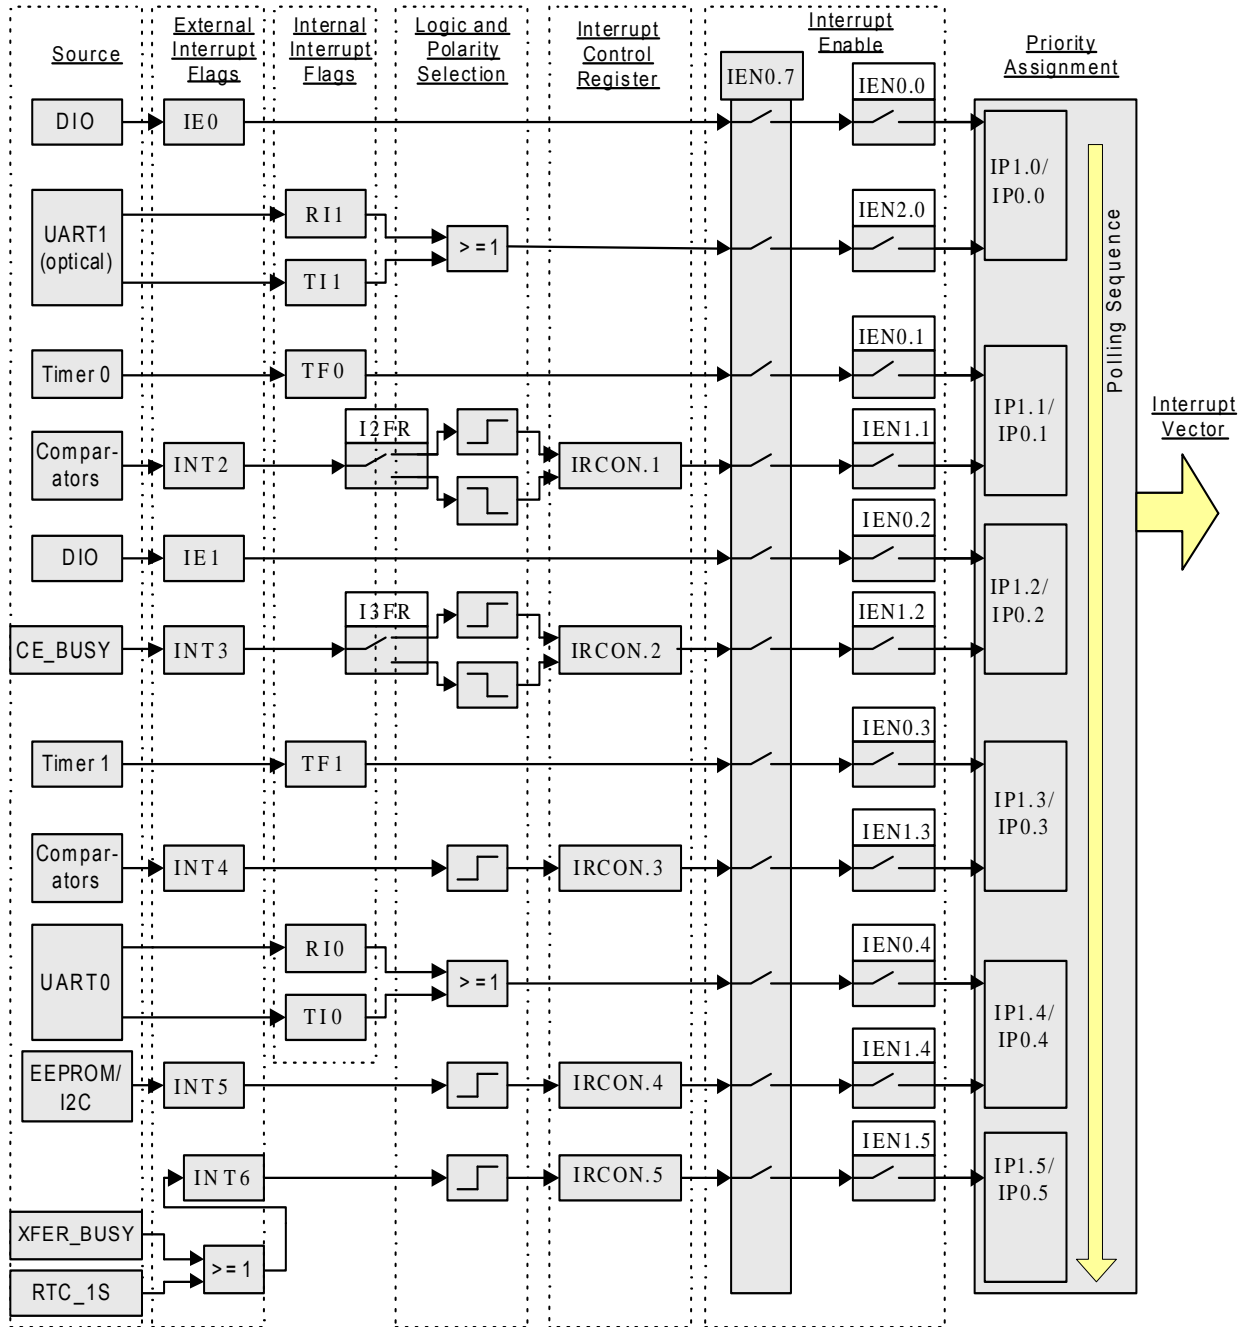 Source
External
Interrupt
Flags
Internal
Interrupt
Flags
Logic and
Polarity
Selection
Interrupt
Control
Register
Interrupt
Enable
Priority
Assignment
IEN0.7
DIO
IE0
IEN0.0
IP1.0/
IP0.0
UART1
(optical)
RI1
TI1
>=1
IEN2.0
Polling Sequence
Timer 0
TF0
IEN0.1
IP1.1/
IP0.1
Compar-
ators
INT2
I2FR
IRCON.1
IEN1.1
Interrupt
Vector
DIO
IE1
IEN0.2
IP1.2/
IP0.2
CE_BUSY
INT3
I3FR
IRCON.2
IEN1.2
Timer 1
TF1
IEN0.3
IP1.3/
IP0.3
Compar-
ators
INT4
IRCON.3
IEN1.3
UART0
RI0
TI0
>=1
IEN0.4
IP1.4/
IP0.4
EEPROM/
I2C
INT5
IRCON.4
IEN1.4
INT6
IRCON.5
IEN1.5
IP1.5/
IP0.5
XFER_BUSY
>=1
RTC_1S